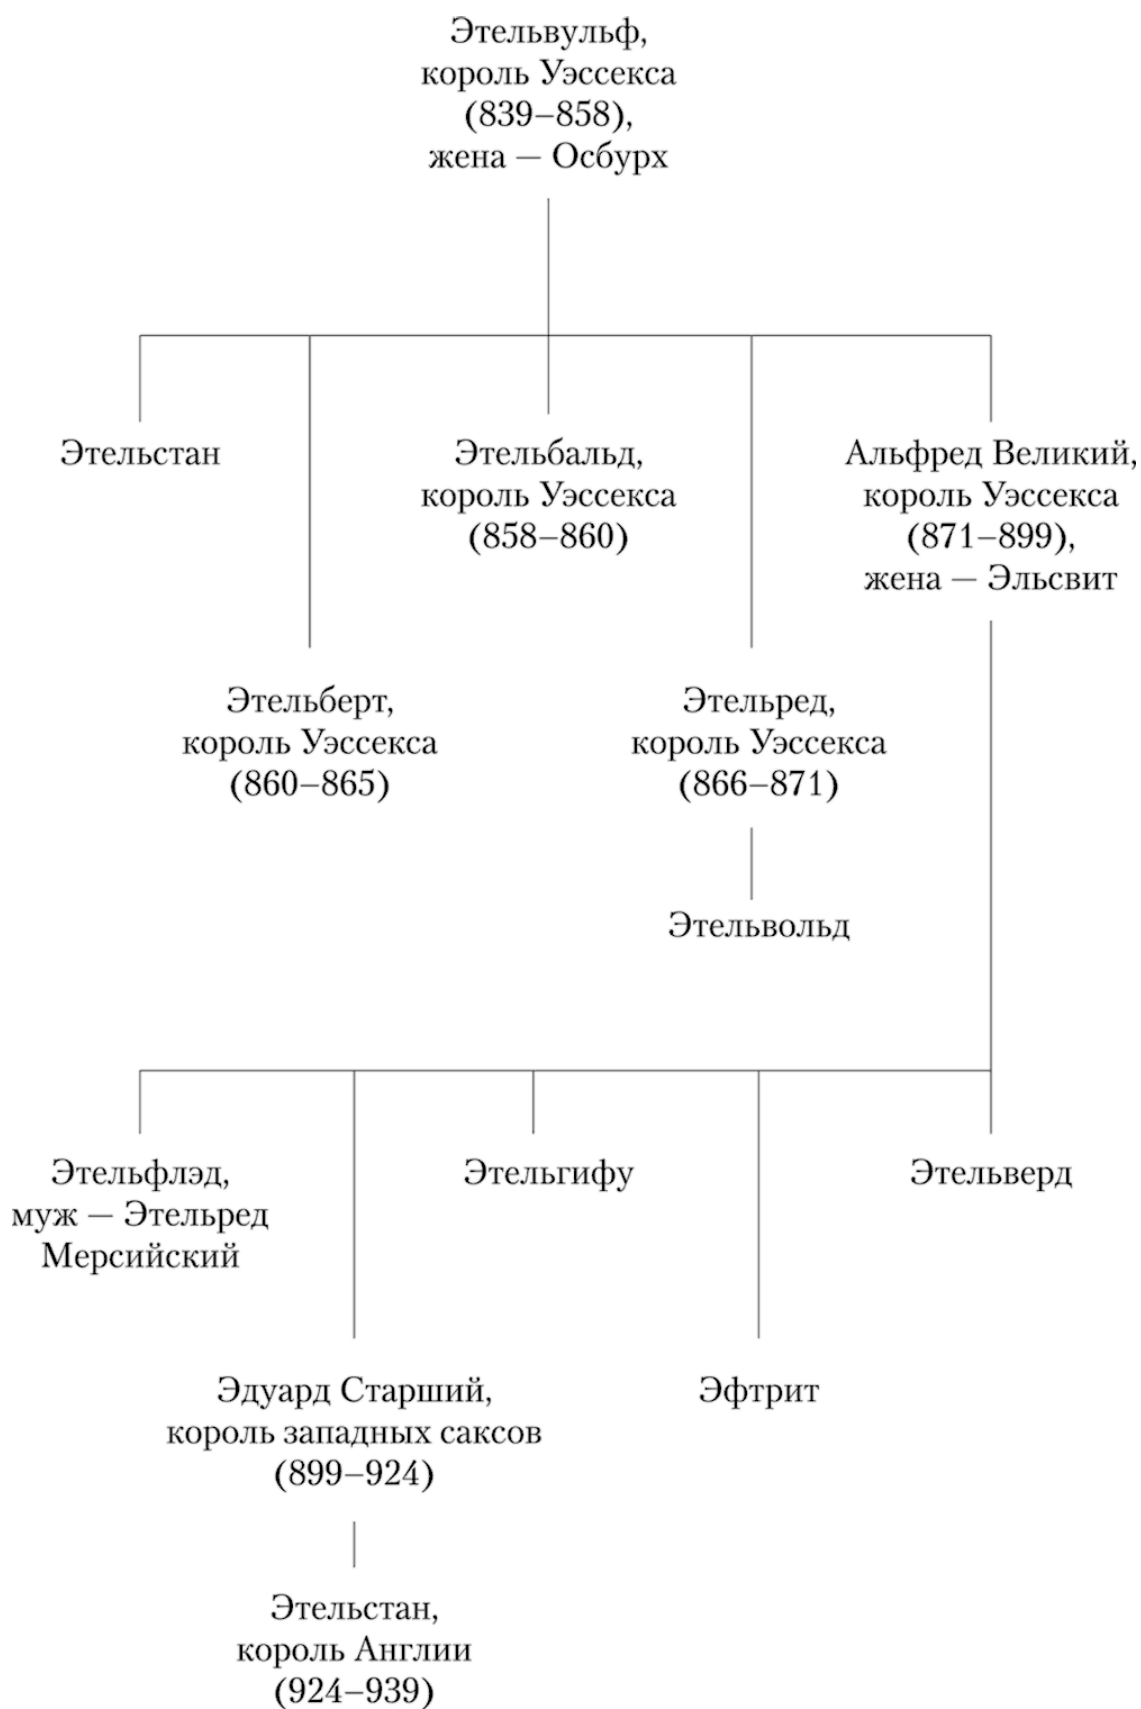 Этельвульф,
король Уэссекса
(839–858),
жена — Осбурх
Этельстан
Этельбальд,
король Уэссекса
(858–860)
Альфред Великий,
король Уэссекса
(871–899),
жена — Эльсвит
Этельберт,
король Уэссекса
(860–865)
Этельред,
король Уэссекса
(866–871)
Этельвольд
Этельфлэд,
муж — Этельред
Мерсийский
Этельгифу
Этельверд
Эдуард Старший,
король западных саксов
(899–924)
Эфтрит
Этельстан,
король Англии
(924–939)